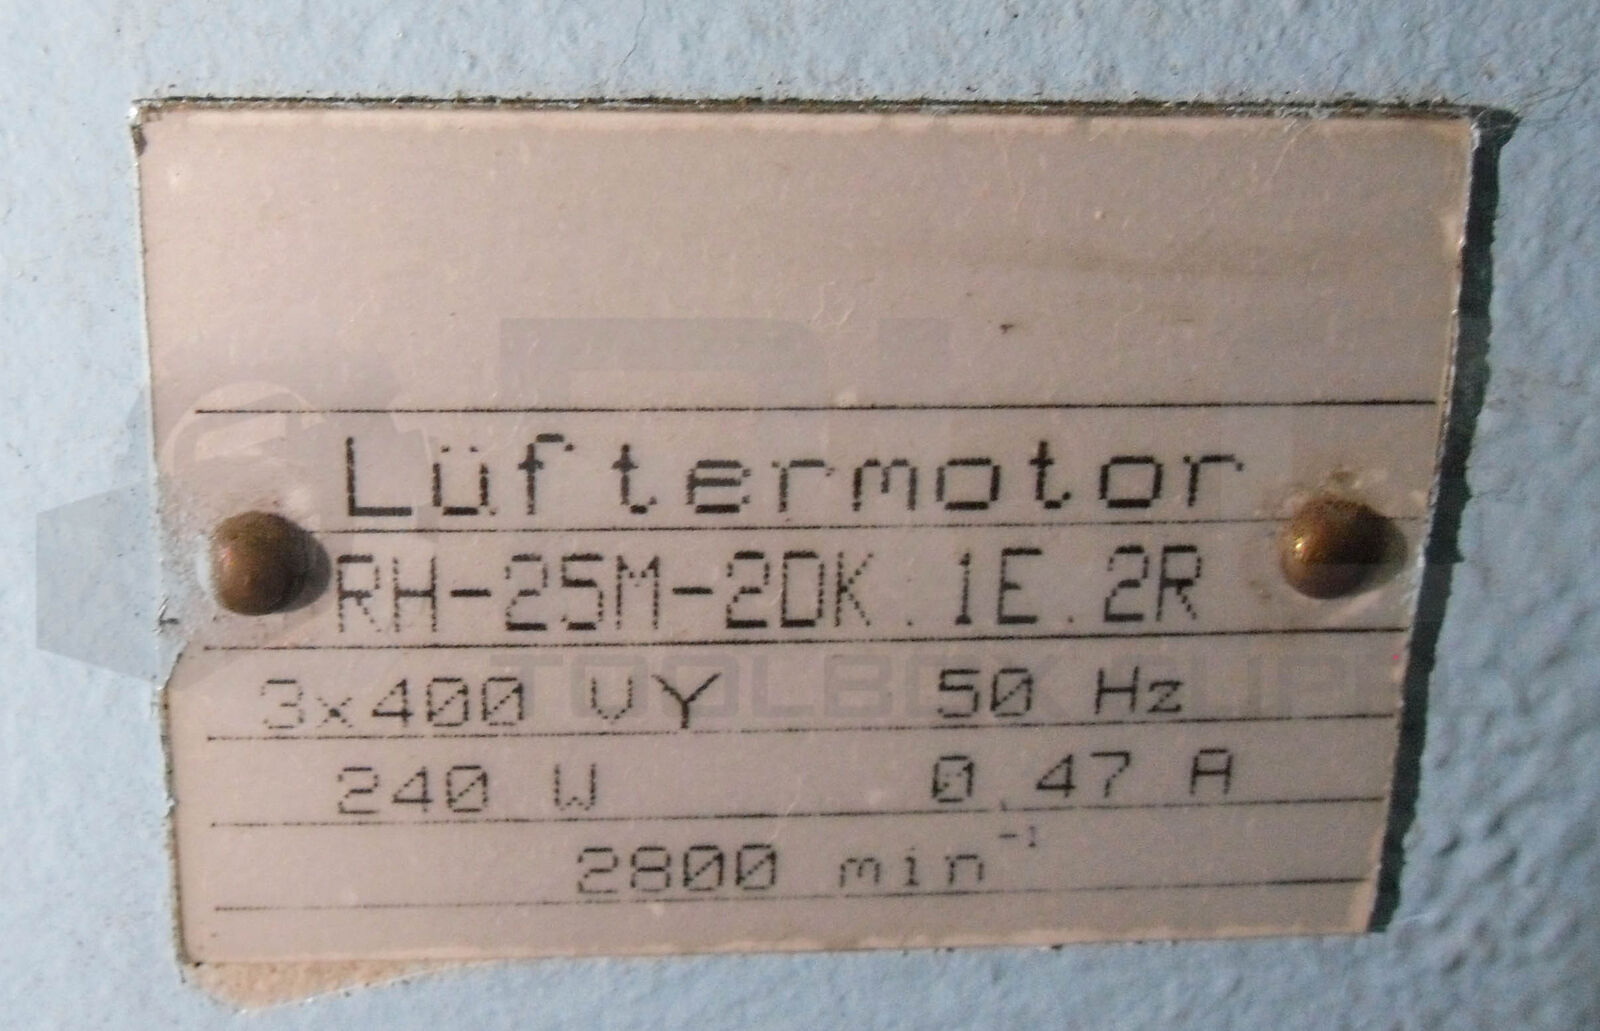 Lüftermotor
RH-25M-2DK.1E.2R
3x400 VY 50 Hz
240 W 0,47 A
2800 min⁻¹